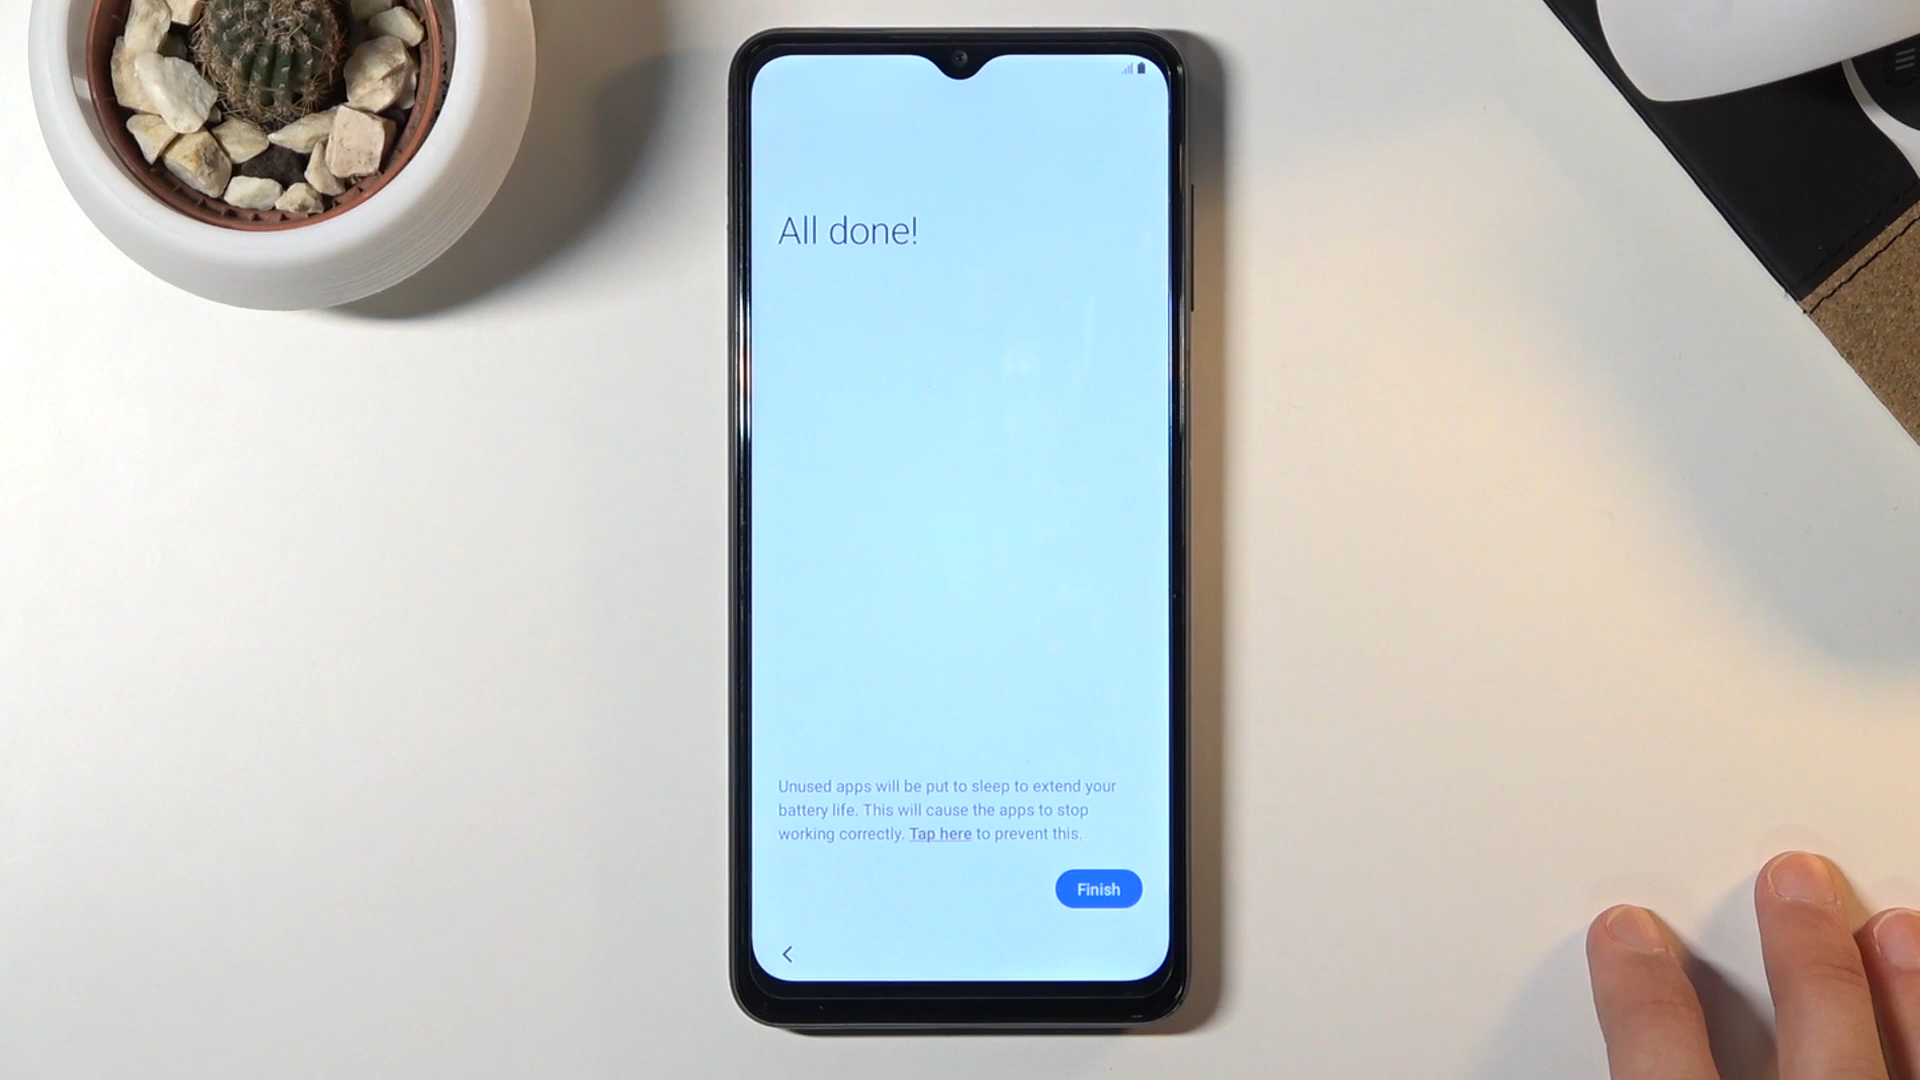 All done!
Unused apps will be put to sleep to extend your
battery life. This will cause the apps to stop
working correctly. Tap here to prevent this.
Finish